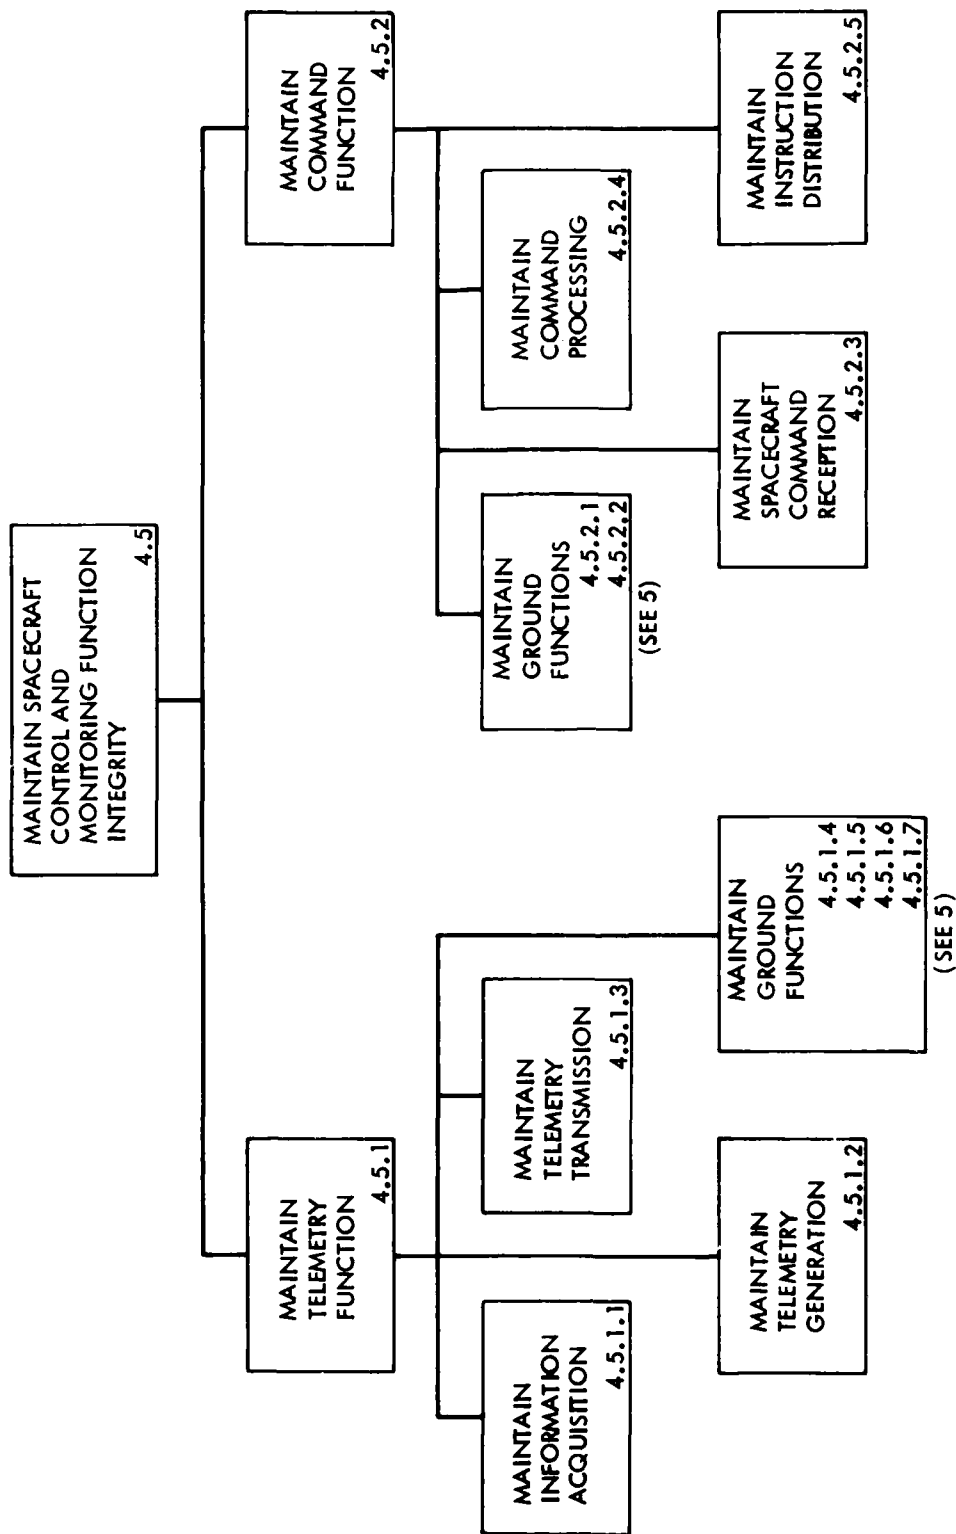 MAINTAIN SPACECRAFT
CONTROL AND
MONITORING FUNCTION
INTEGRITY
4.5
MAINTAIN
TELEMETRY
FUNCTION
4.5.1
MAINTAIN
COMMAND
FUNCTION
4.5.2
MAINTAIN
INFORMATION
ACQUISITION
4.5.1.1
MAINTAIN
TELEMETRY
TRANSMISSION
4.5.1.3
MAINTAIN
GROUND
FUNCTIONS
4.5.2.1
4.5.2.2
(SEE 5)
MAINTAIN
COMMAND
PROCESSING
4.5.2.4
MAINTAIN
TELEMETRY
GENERATION
4.5.1.2
MAINTAIN
GROUND
FUNCTIONS
4.5.1.4
4.5.1.5
4.5.1.6
4.5.1.7
(SEE 5)
MAINTAIN
SPACECRAFT
COMMAND
RECEPTION
4.5.2.3
MAINTAIN
INSTRUCTION
DISTRIBUTION
4.5.2.5